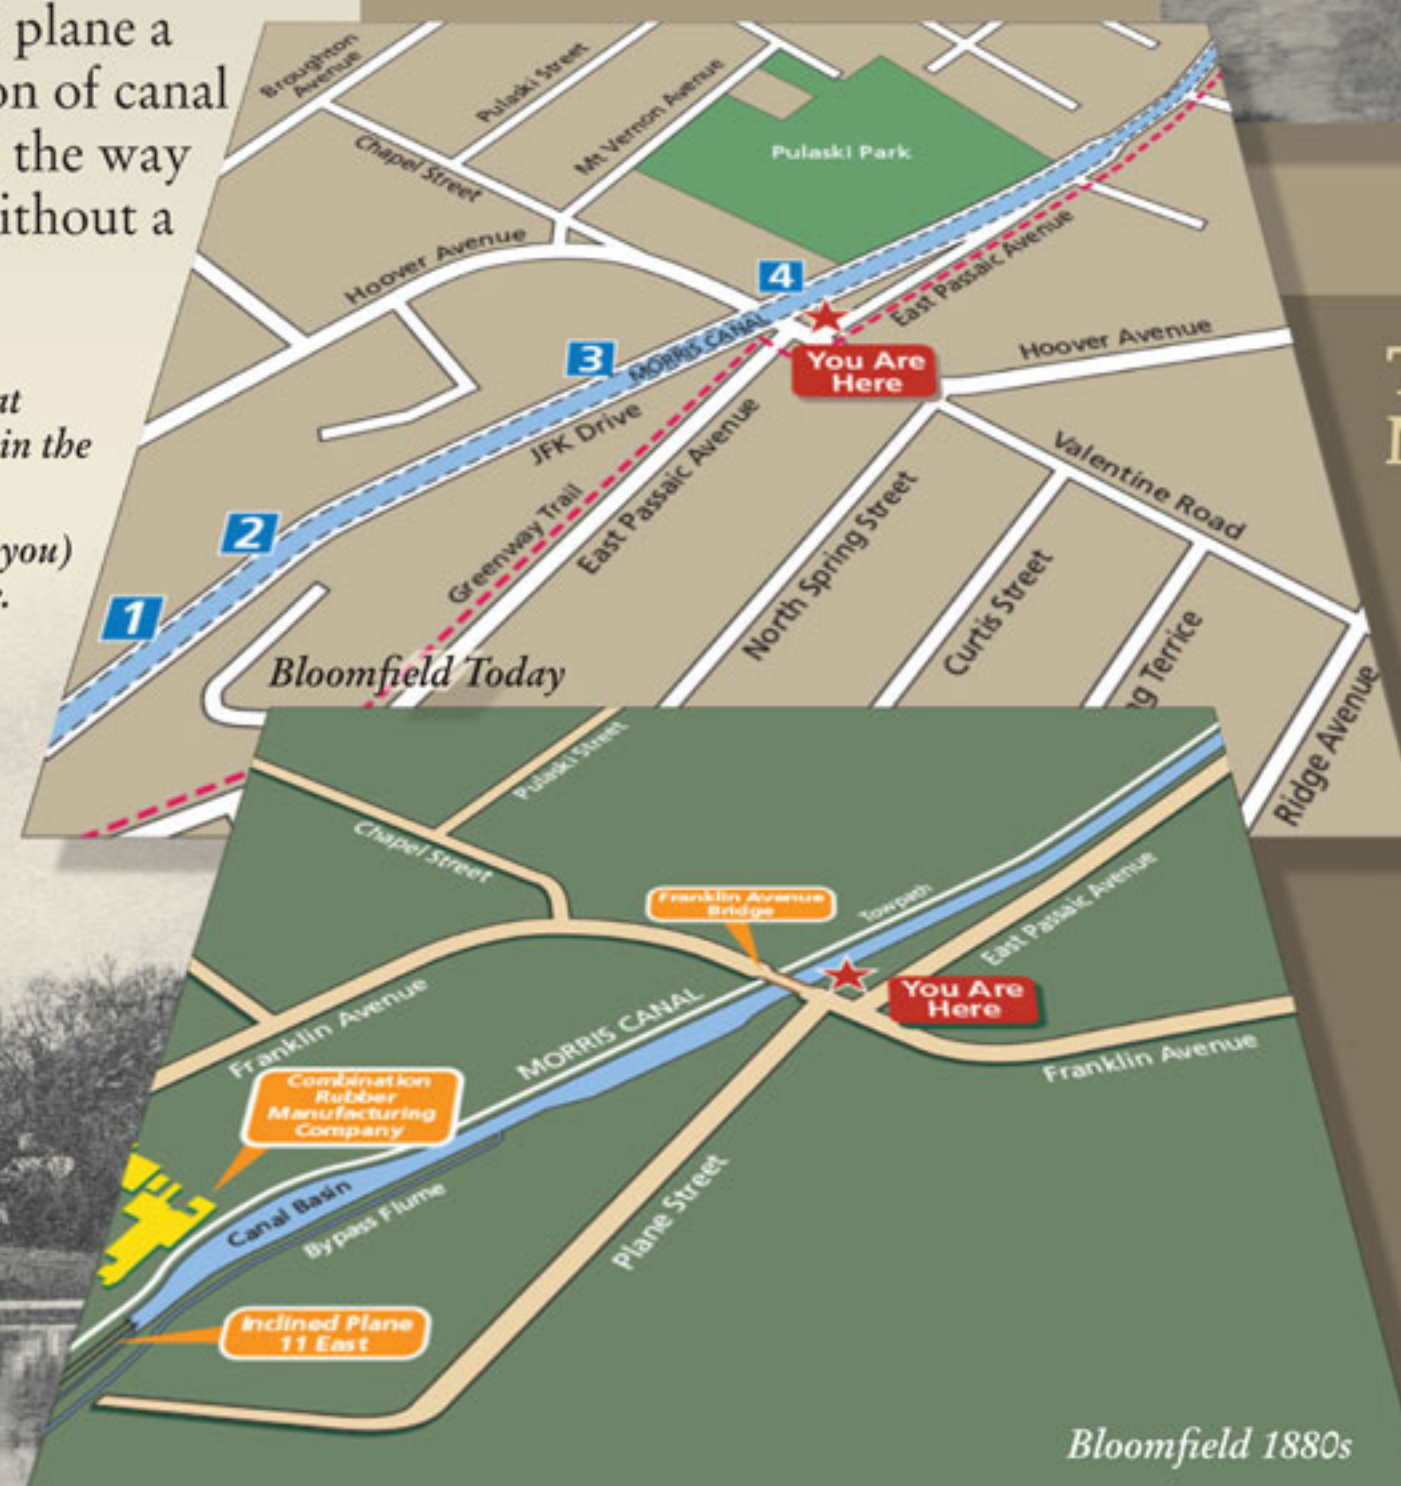 plane a
on of canal
the way
ithout a
at
in the
you)
Broughton
Avenue
Pulaski Street
Mt Vernon Avenue
Chapel Street
Pulaski Park
Hoover Avenue
4
East Passaic Avenue
3
MORRIS CANAL
You Are
Here
Hoover Avenue
JFK Drive
Valentine Road
2
Greenway Trail
East Passaic Avenue
North Spring Street
Curtis Street
1
ng Terrice
Ridge Avenue
Bloomfield Today
Pulaski Street
Chapel Street
Franklin Avenue
Bridge
Towpath
East Passaic Avenue
You Are
Here
MORRIS CANAL
Franklin Avenue
Franklin Avenue
Combination
Rubber
Manufacturing
Company
Canal Basin
Bypass Flume
Plane Street
Inclined Plane
11 East
Bloomfield 1880s